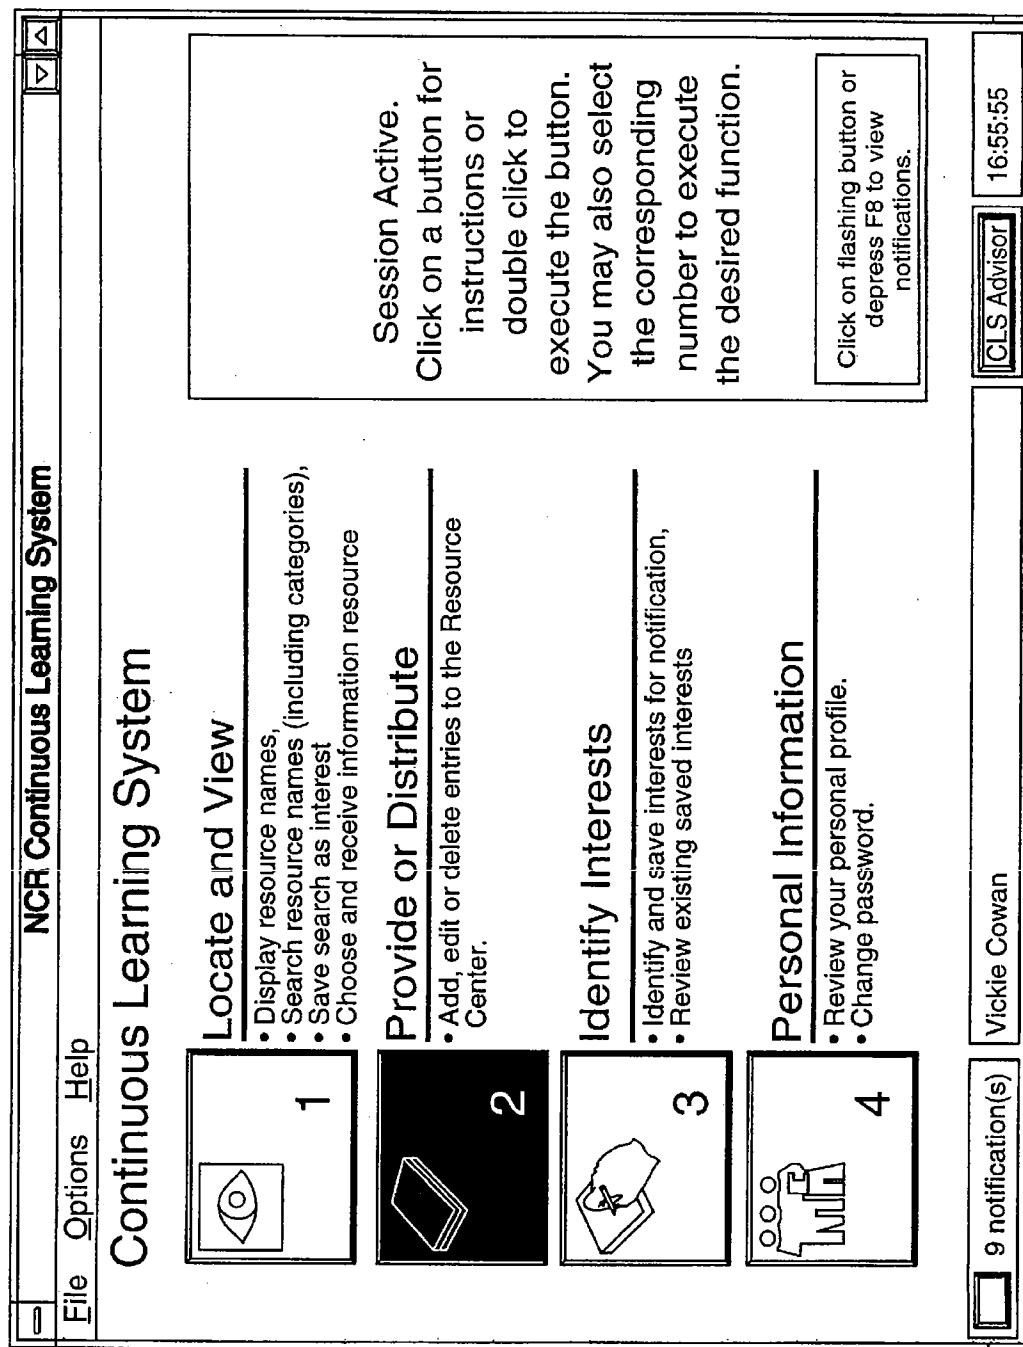 NCR Continuous Learning System
File Options Help
Continuous Learning System
1
Locate and View
• Display resource names,
• Search resource names (including categories),
• Save search as interest
• Choose and receive information resource
2
Provide or Distribute
• Add, edit or delete entries to the Resource
Center.
3
Identify Interests
• Identify and save interests for notification,
• Review existing saved interests
4
Personal Information
• Review your personal profile.
• Change password.
Session Active.
Click on a button for
instructions or
double click to
execute the button.
You may also select
the corresponding
number to execute
the desired function.
Click on flashing button or
depress F8 to view
notifications.
9 notification(s)
Vickie Cowan
CLS Advisor
16:55:55